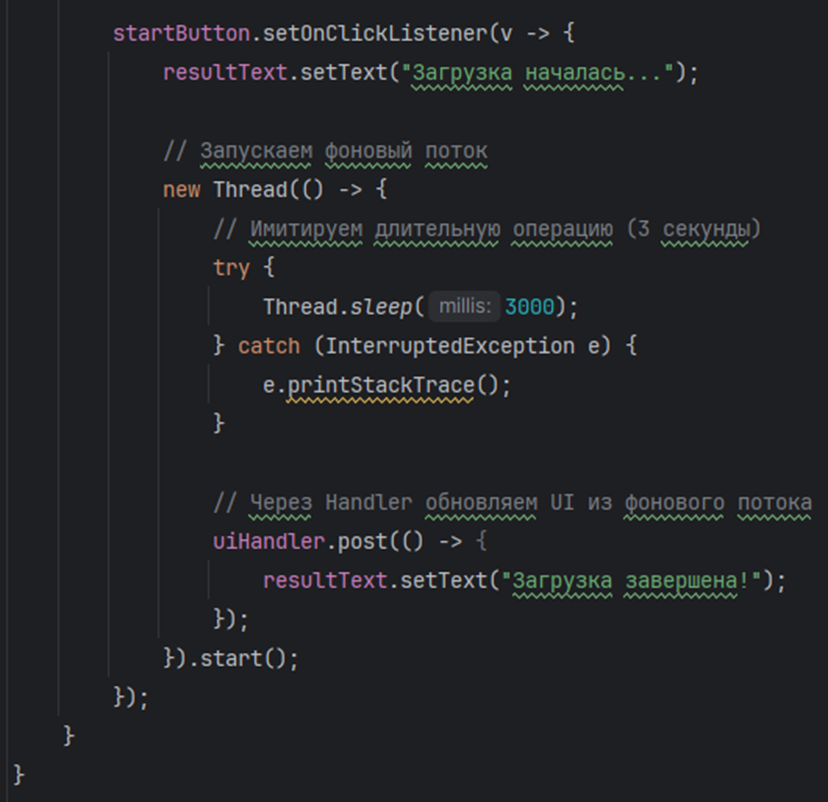 startButton.setOnClickListener(v -> {
resultText.setText("Загрузка началась...");
// Запускаем фоновый поток
new Thread(() -> {
// Имитируем длительную операцию (3 секунды)
try {
Thread.sleep( millis: 3000);
} catch (InterruptedException e) {
e.printStackTrace();
}
// Через Handler обновляем UI из фонового потока
uiHandler.post(() -> {
resultText.setText("Загрузка завершена!");
});
}).start();
});
}
}